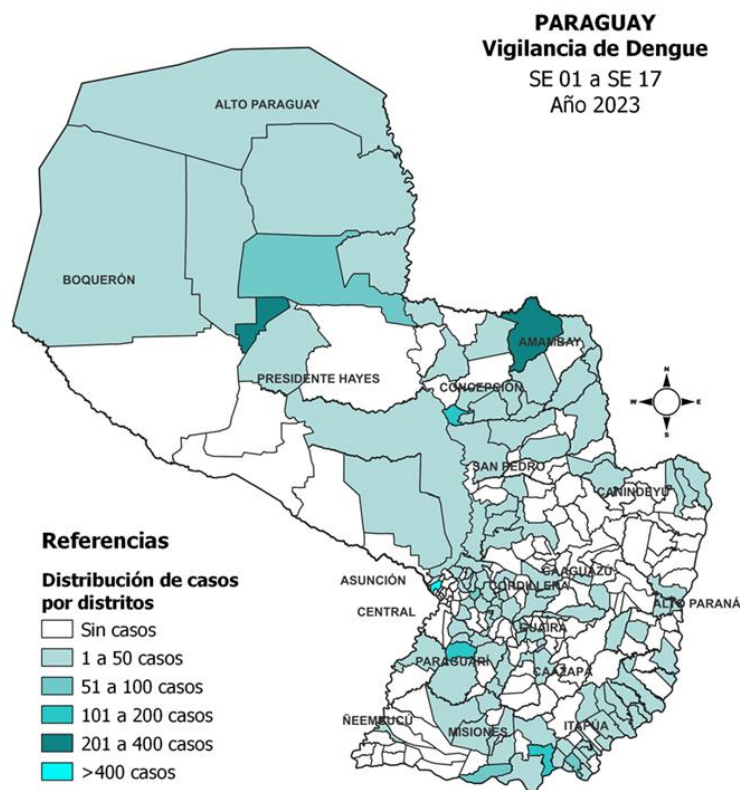 PARAGUAY
Vigilancia de Dengue
SE 01 a SE 17
Año 2023
ALTO PARAGUAY
BOQUERÓN
AMAMBAY
PRESIDENTE HAYES
CONCEPCIÓN
N
W
E
S
SAN PEDRO
CANINDEYÚ
Referencias
Distribución de casos
por distritos
Sin casos
1 a 50 casos
51 a 100 casos
101 a 200 casos
201 a 400 casos
>400 casos
ASUNCIÓN
CAAGUAZÚ
CORDILLERA
CENTRAL
ALTO PARANÁ
GUAIRA
PARAGUARÍ
CAAZAPÁ
ÑEEMBUCÚ
MISIONES
ITAPÚA